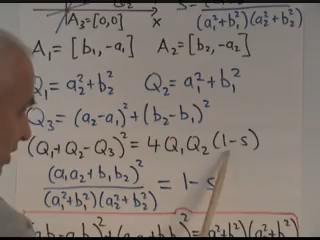 A₃=[0,0] x (a₁²+b₁²)(a₂²+b₂²)
A₁=[b₁,-a₁] A₂=[b₂,-a₂]
Q₁=a₂²+b₂² Q₂=a₁²+b₁²
Q₃=(a₂-a₁)²+(b₂-b₁)²
(Q₁+Q₂-Q₃)²=4Q₁Q₂(1-s)
(a₁a₂+b₁b₂)²
(a₁²+b₁²)(a₂²+b₂²) = 1-s